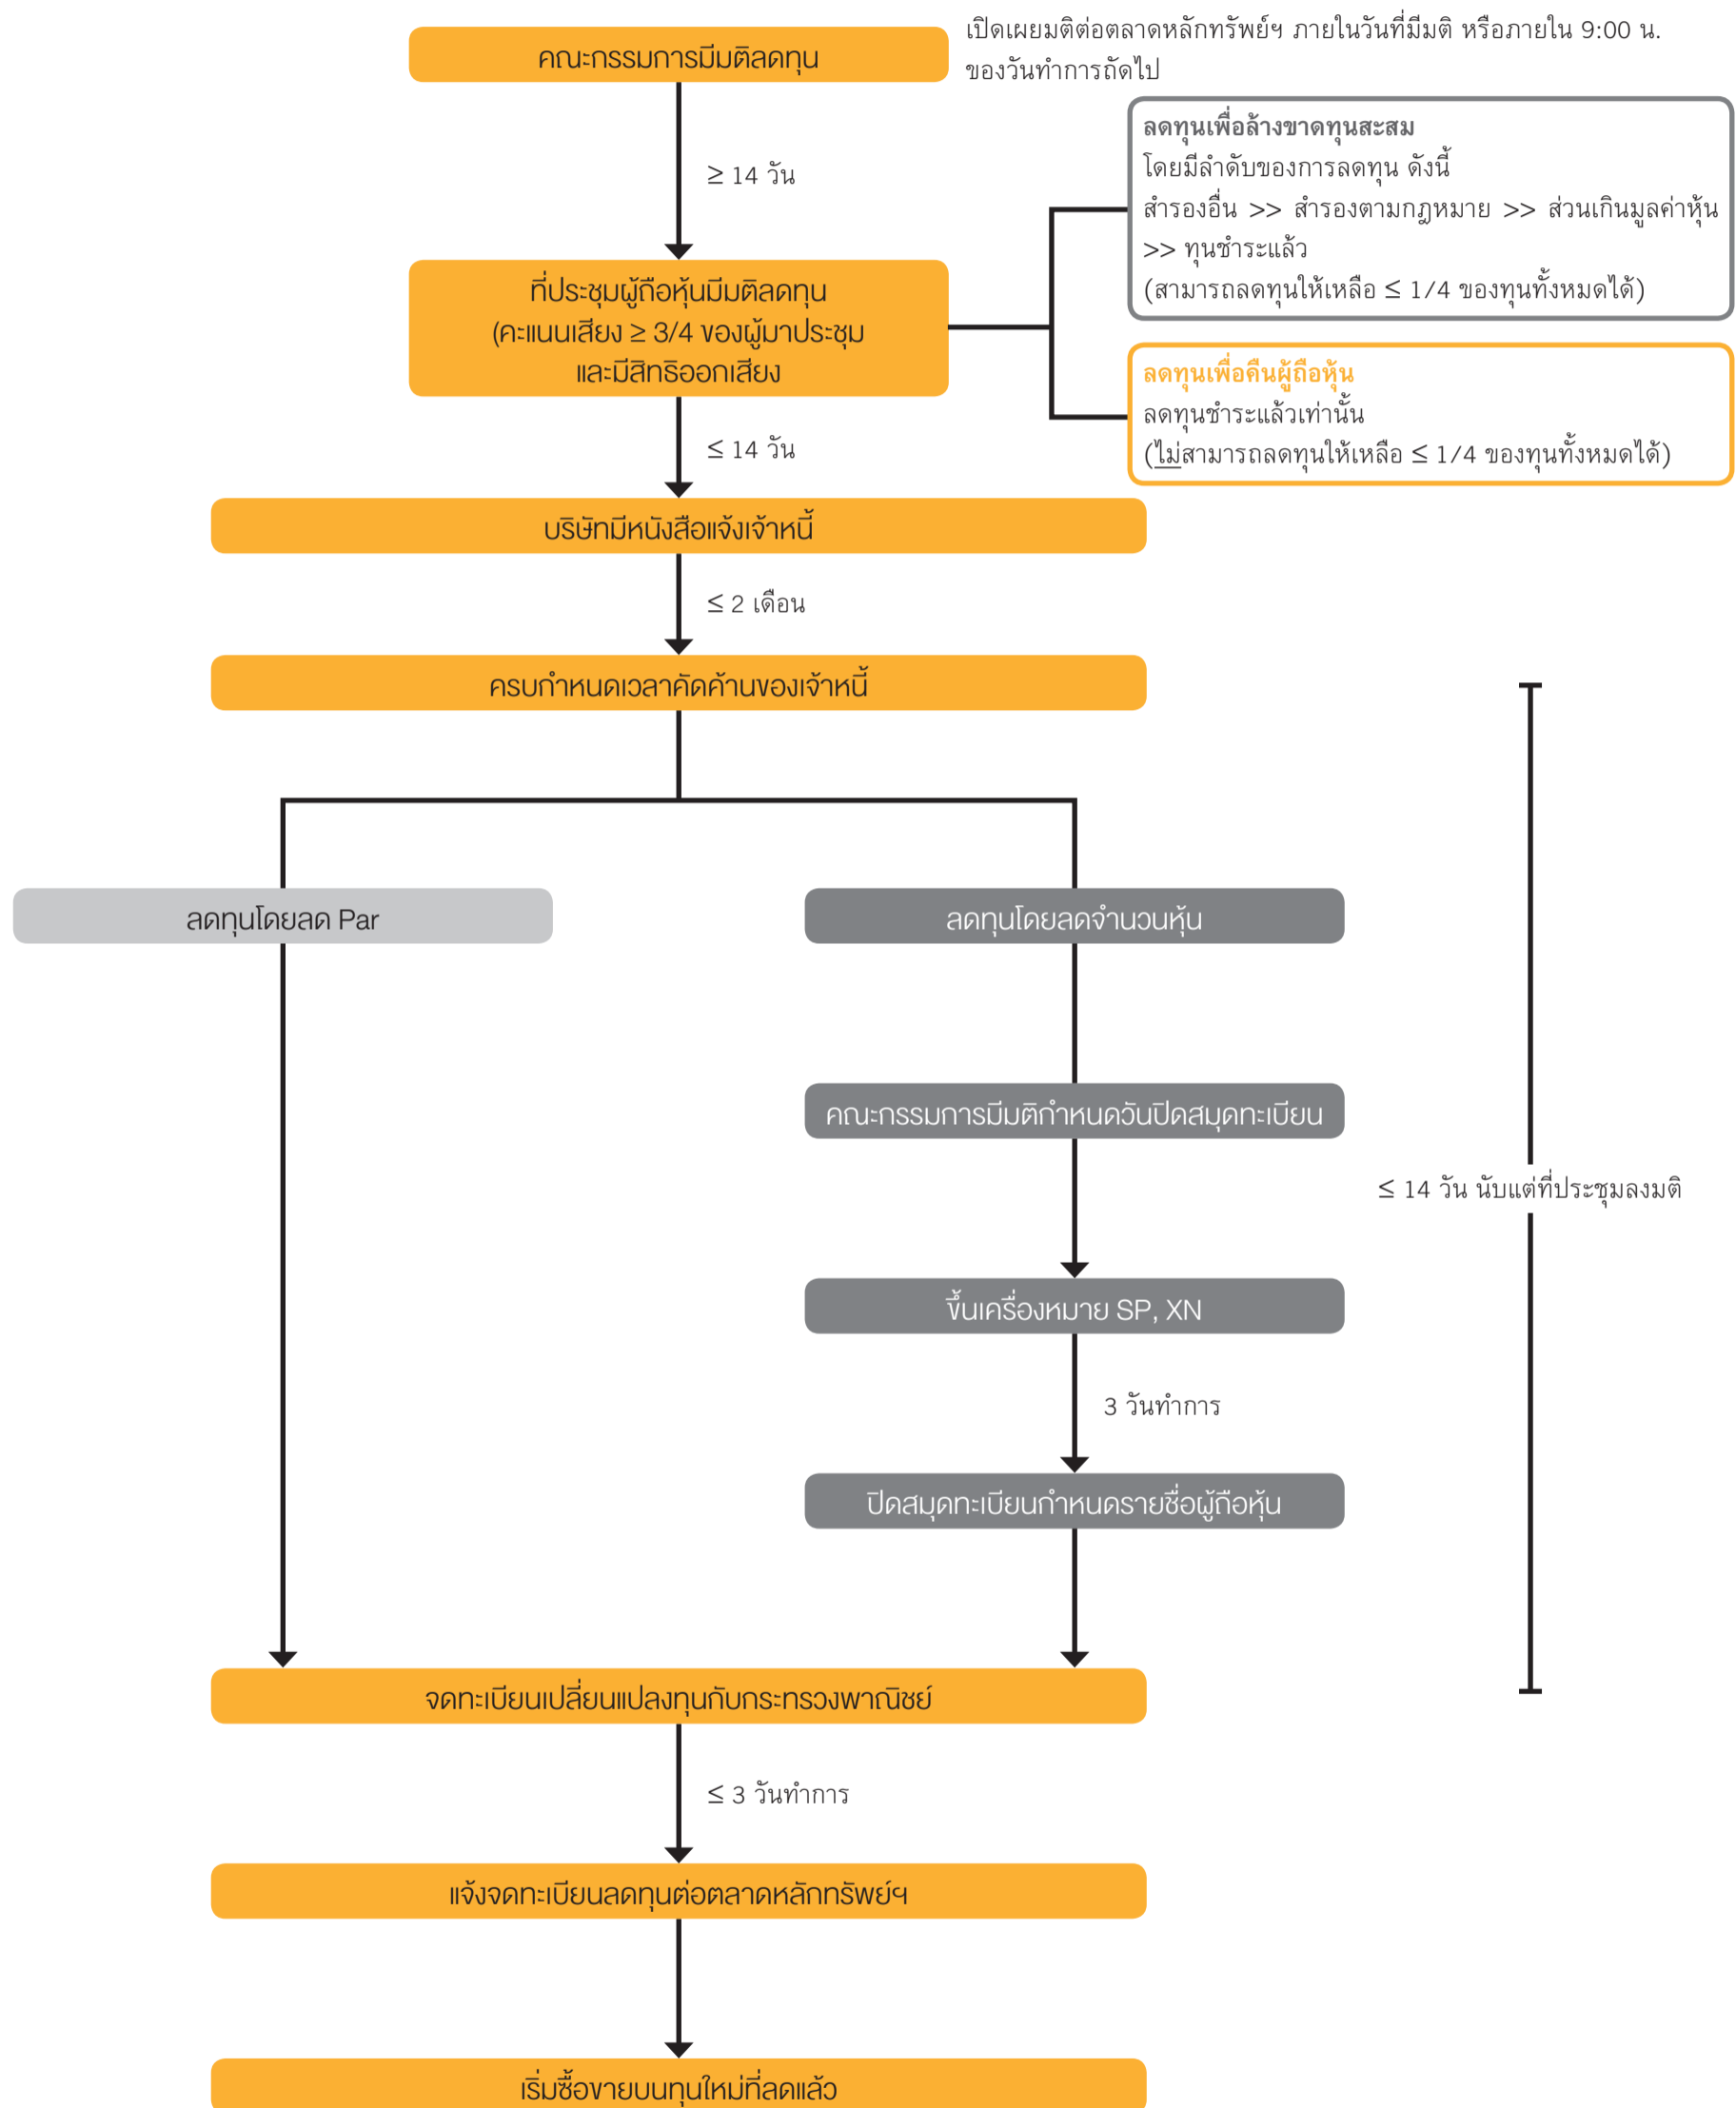 คณะกรรมการมีมติลดทุน
เปิดเผยมติต่อตลาดหลักทรัพย์ฯ ภายในวันที่มีมติ หรือภายใน 9:00 น.
ของวันทำการถัดไป
≥ 14 วัน
ลดทุนเพื่อล้างขาดทุนสะสม
โดยมีลำดับของการลดทุน ดังนี้
สำรองอื่น >> สำรองตามกฎหมาย >> ส่วนเกินมูลค่าหุ้น
>> ทุนชำระแล้ว
(สามารถลดทุนให้เหลือ ≤ 1/4 ของทุนทั้งหมดได้)
ที่ประชุมผู้ถือหุ้นมีมติลดทุน
(คะแนนเสียง ≥ 3/4 ของผู้มาประชุม
และมีสิทธิออกเสียง
ลดทุนเพื่อคืนผู้ถือหุ้น
ลดทุนชำระแล้วเท่านั้น
(ไม่สามารถลดทุนให้เหลือ ≤ 1/4 ของทุนทั้งหมดได้)
≤ 14 วัน
บริษัทมีหนังสือแจ้งเจ้าหนี้
≤ 2 เดือน
ครบกำหนดเวลาคัดค้านของเจ้าหนี้
ลดทุนโดยลด Par
ลดทุนโดยลดจำนวนหุ้น
คณะกรรมการมีมติกำหนดวันปิดสมุดทะเบียน
≤ 14 วัน นับแต่ที่ประชุมลงมติ
ขึ้นเครื่องหมาย SP, XN
3 วันทำการ
ปิดสมุดทะเบียนกำหนดรายชื่อผู้ถือหุ้น
จดทะเบียนเปลี่ยนแปลงทุนกับกระทรวงพาณิชย์
≤ 3 วันทำการ
แจ้งจดทะเบียนลดทุนต่อตลาดหลักทรัพย์ฯ
เริ่มซื้อขายบนทุนใหม่ที่ลดแล้ว